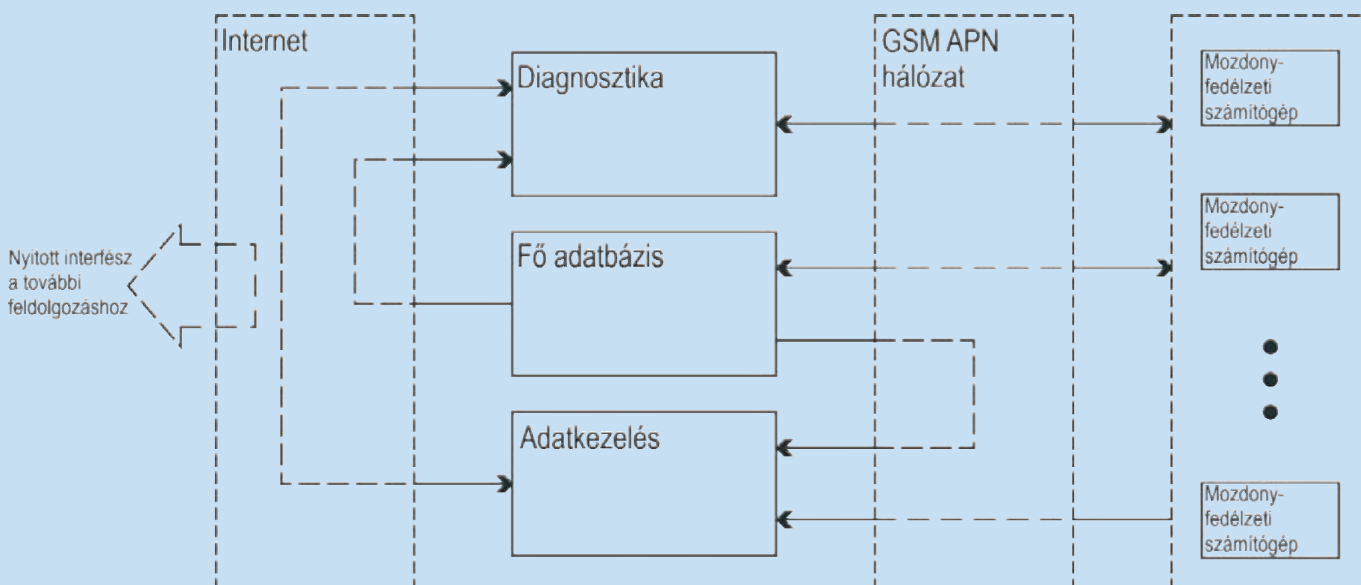 Internet
Diagnosztika
GSM APN
hálózat
Mozdony-
fedélzeti
számítógép
Mozdony-
fedélzeti
számítógép
Nyitott interfész
a további
feldolgozáshoz
Fő adatbázis
Adatkezelés
Mozdony-
fedélzeti
számítógép